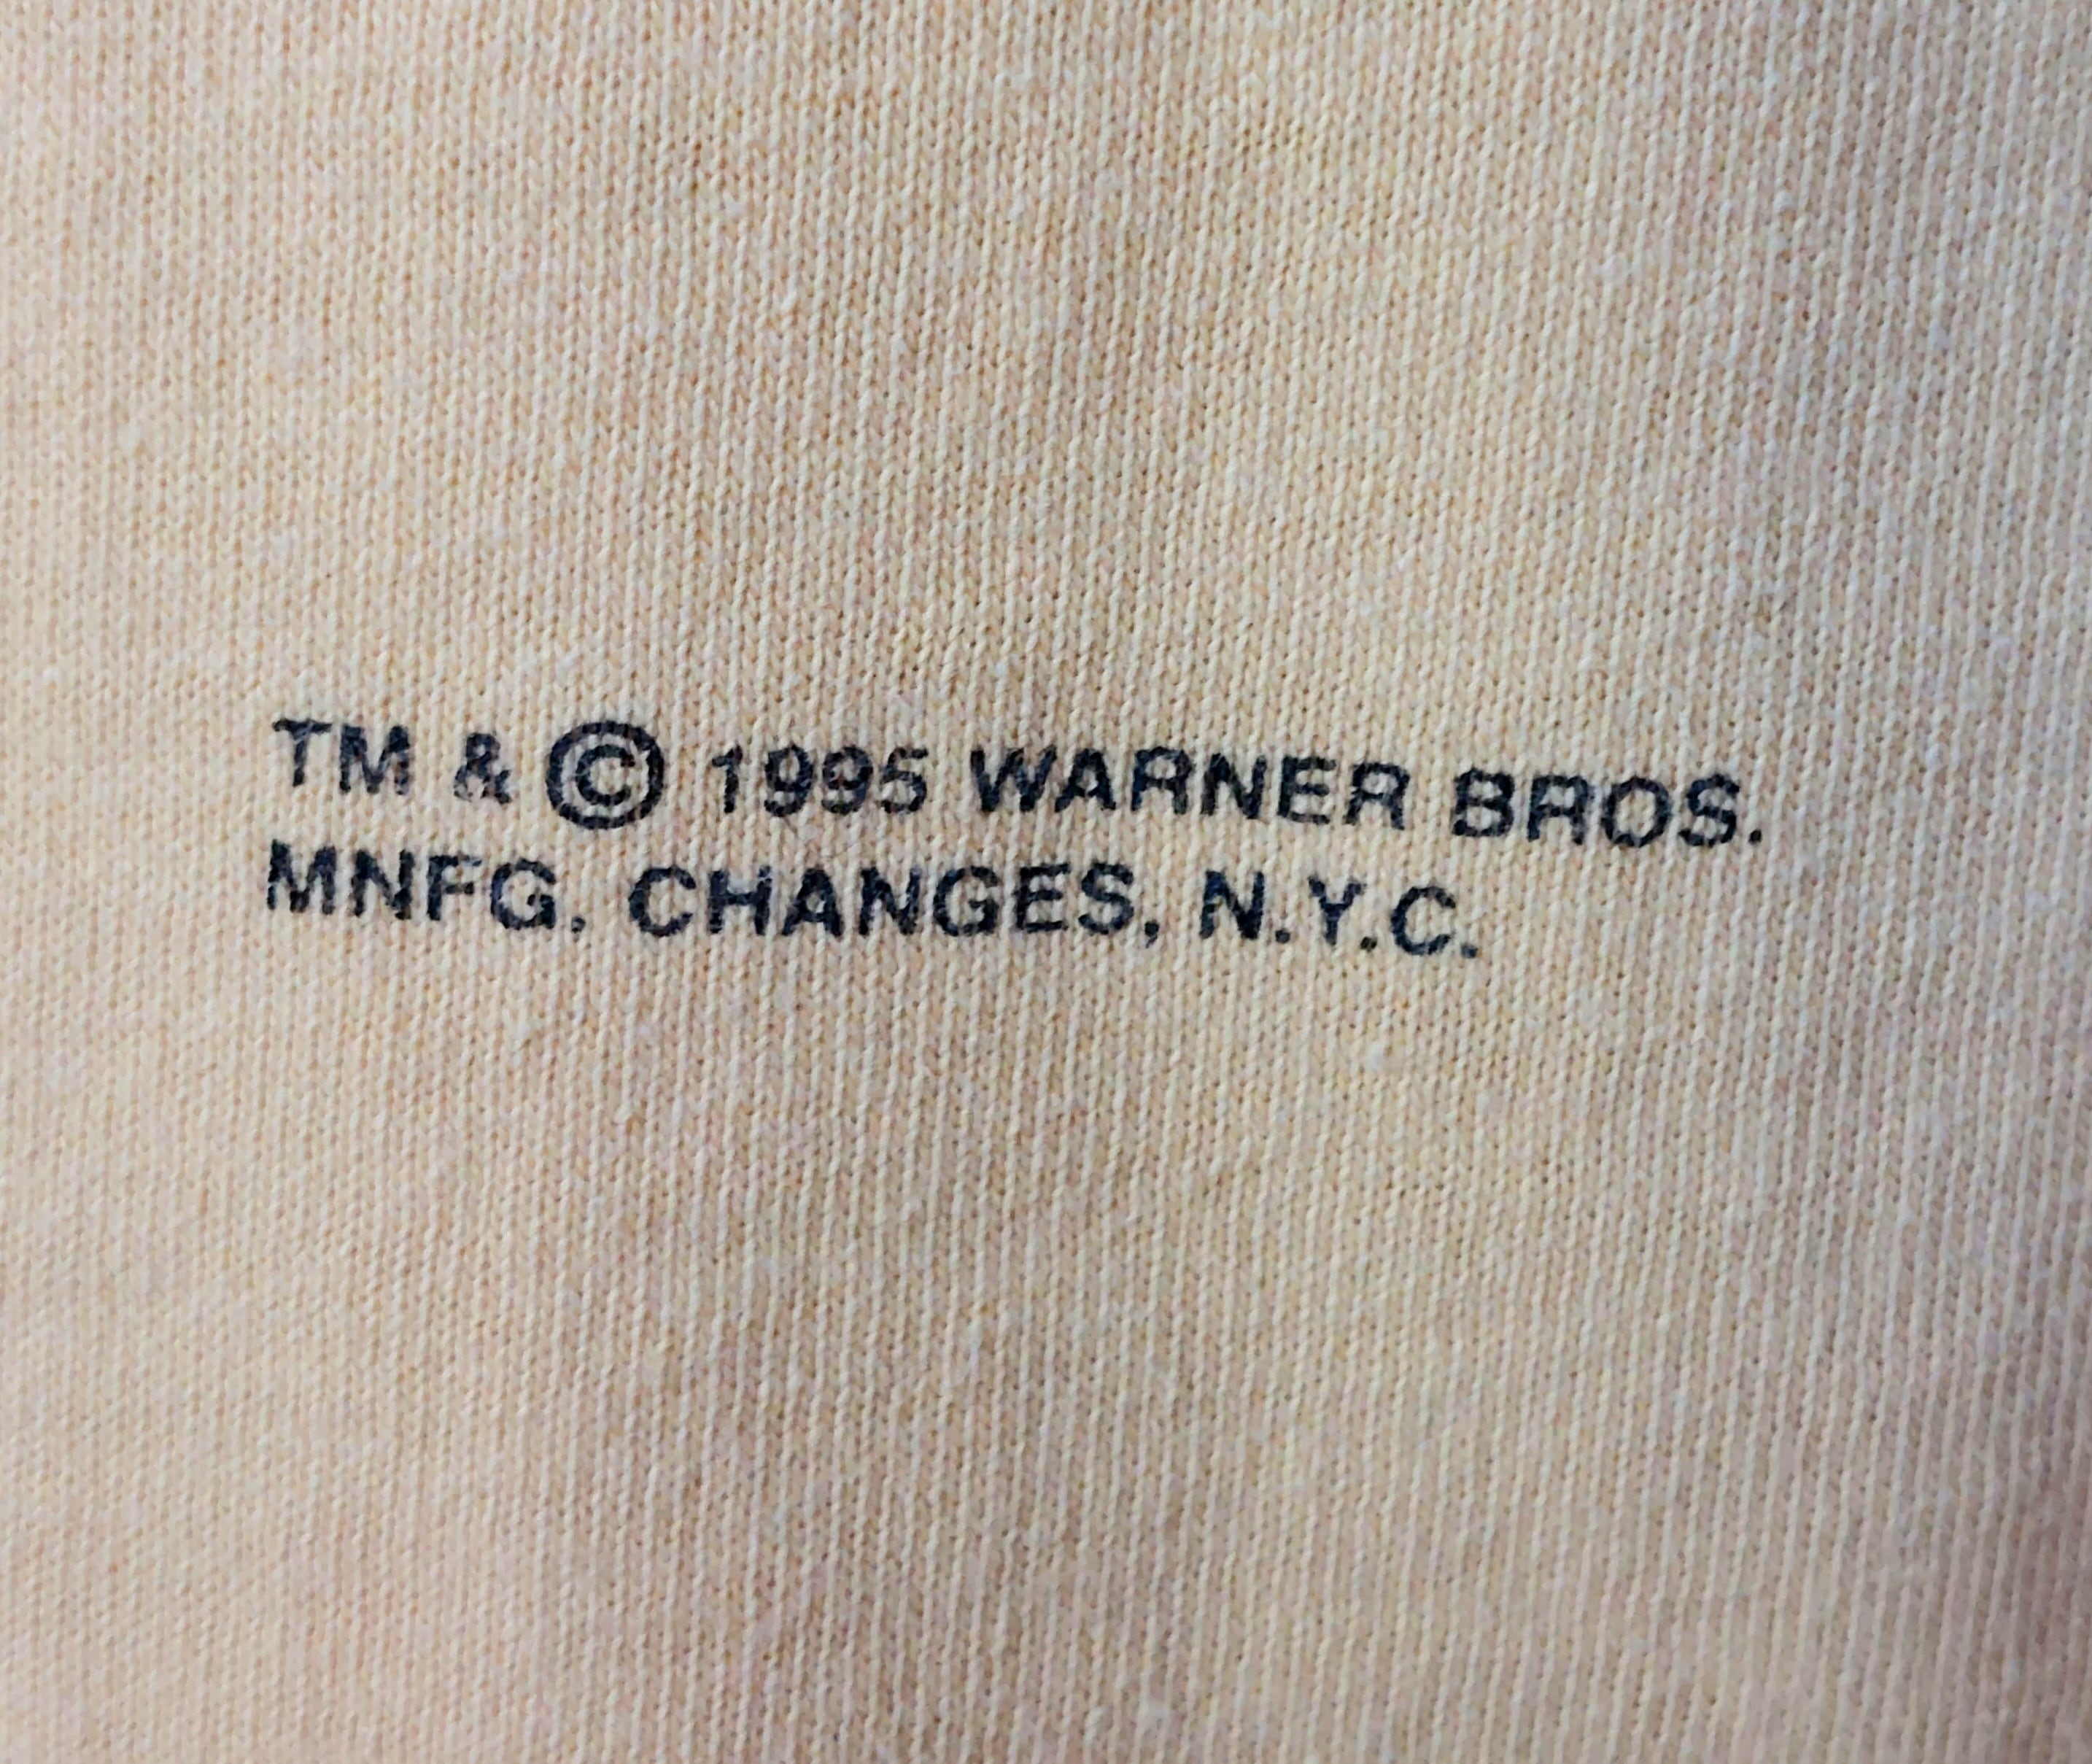 TM & © 1995 WARNER BROS.
MNFG. CHANGES, N.Y.C.